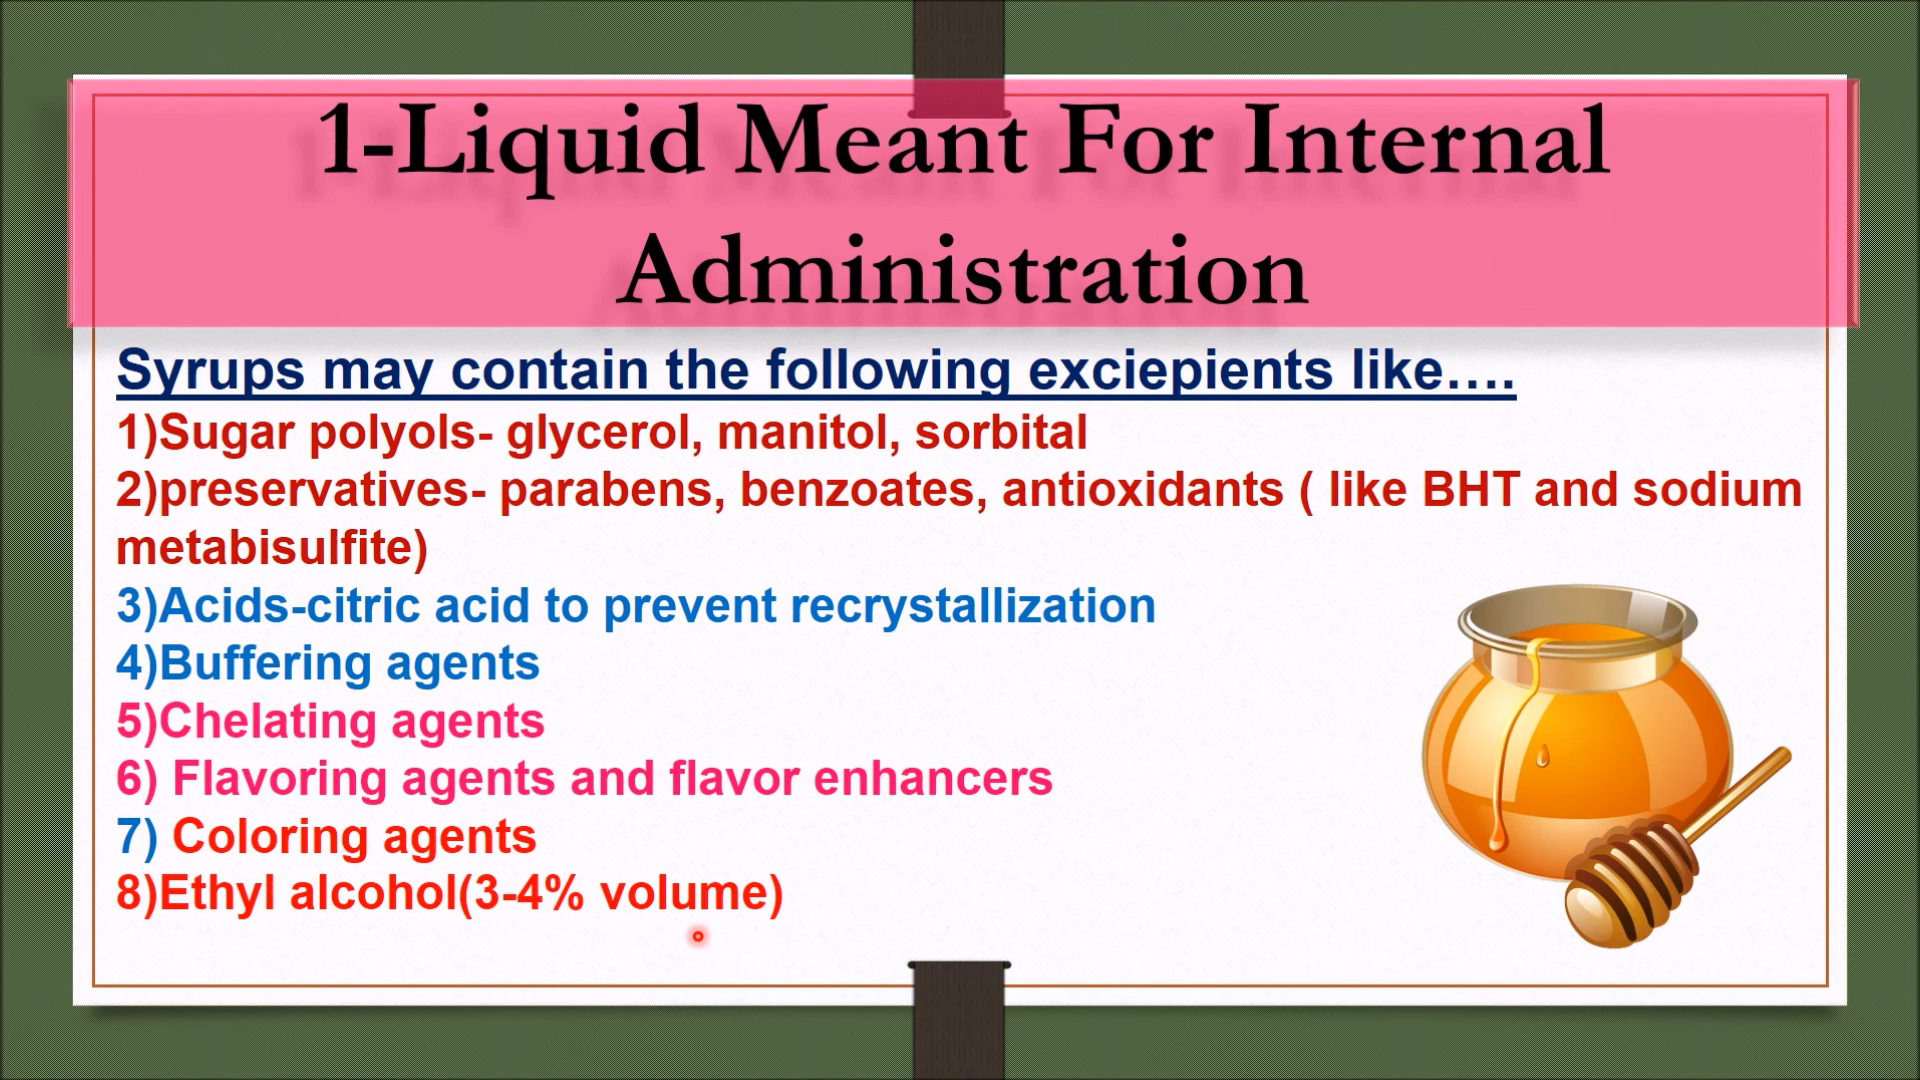 1-Liquid Meant For Internal
Administration
Syrups may contain the following exciepients like….
1)Sugar polyols- glycerol, manitol, sorbital
2)preservatives- parabens, benzoates, antioxidants ( like BHT and sodium
metabisulfite)
3)Acids-citric acid to prevent recrystallization
4)Buffering agents
5)Chelating agents
6) Flavoring agents and flavor enhancers
7) Coloring agents
8)Ethyl alcohol(3-4% volume)